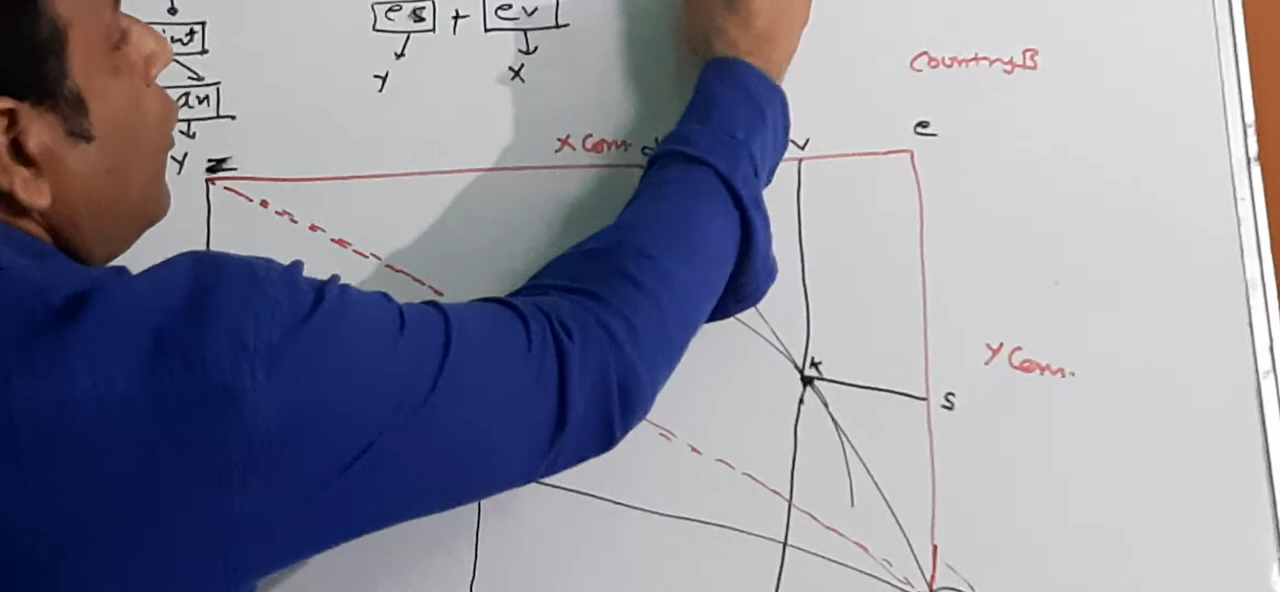 es + ev
int
Y X
an
Country B
Y Z
X Com.
V
e
K
S
Y Com.